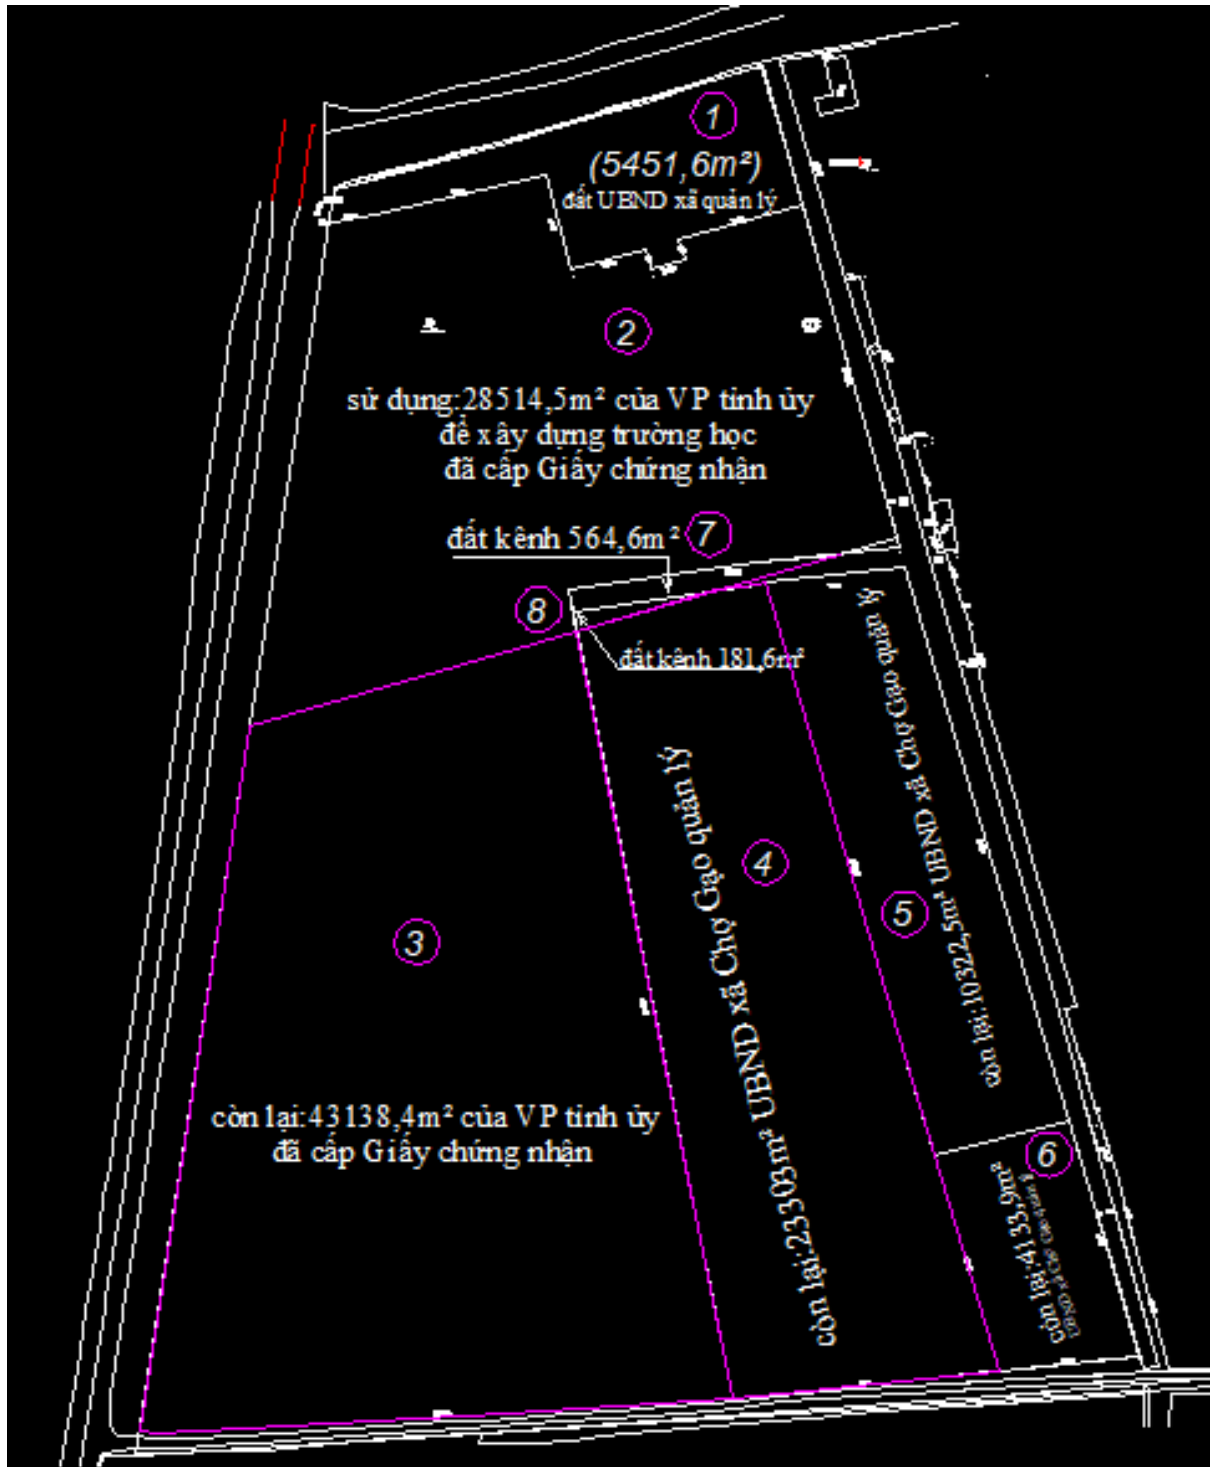 1
(5451,6m²)
đất UBND xã quản lý
2
sử dụng:28514,5m² của VP tỉnh ủy
để xây dựng trường học
đã cấp Giấy chứng nhận
đất kênh 564,6m²
7
8
đất kênh 181,6m²
3
còn lại:43138,4m² của VP tỉnh ủy
đã cấp Giấy chứng nhận
4
còn lại:23303m² UBND xã Chợ Gạo quản lý
5
còn lại:10322,5m² UBND xã Chợ Gạo quản lý
6
còn lại:4133,9m²
UBND xã Chợ Gạo quản lý